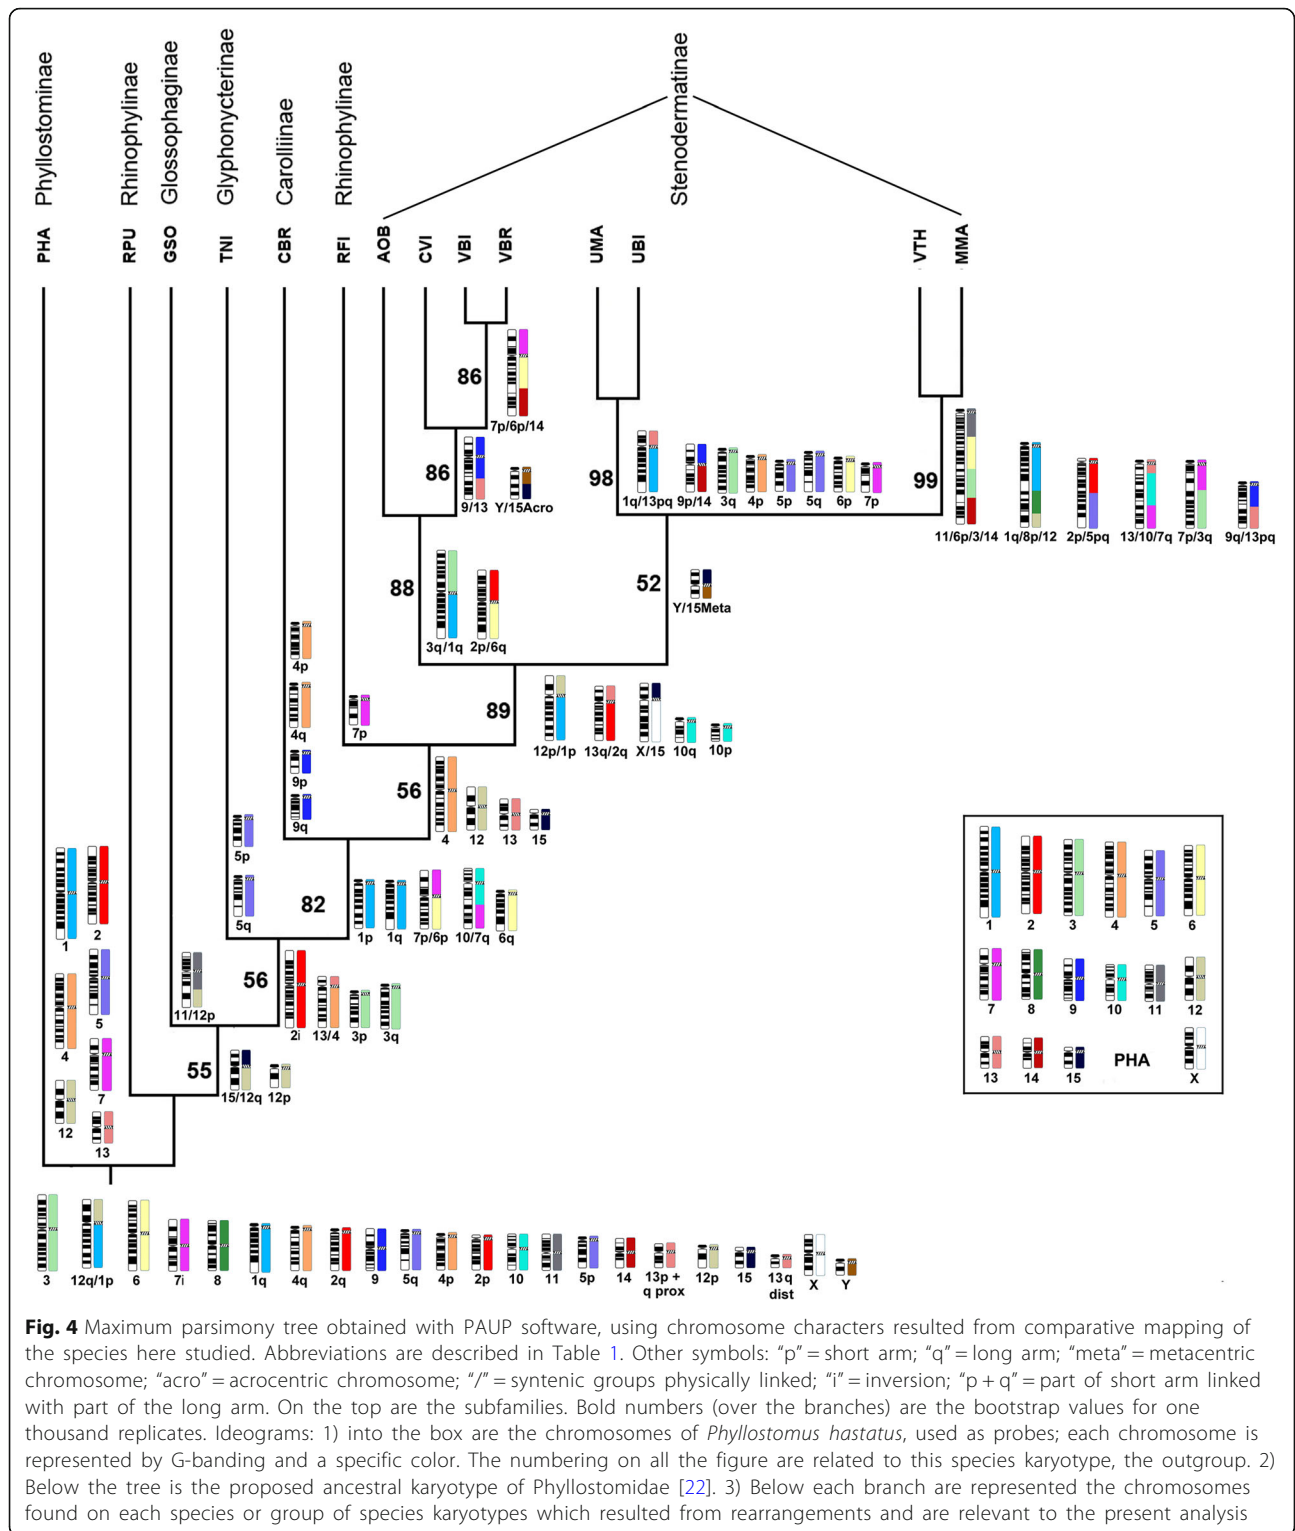 Phyllostominae
Rhinophylinae
Glossophaginae
Glyphonycterinae
Carolliinae
Rhinophylinae
Stenodermatinae
PHA
RPU
GSO
TNI
CBR
RFI
AOB
CVI
VBI
VBR
UMA
UBI
VTH
MMA
86
7p/6p/14
86
9/13
Y/15Acro
98
1q/13pq
9p/14
3q
4p
5p
5q
6p
7p
99
11/6p/3/14
1q/8p/12
2p/5pq
13/10/7q
7p/3q
9q/13pq
88
3q/1q
2p/6q
52
Y/15Meta
4p
4q
9p
9q
7p
89
12p/1p
13q/2q
X/15
10q
10p
56
4
12
13
15
5p
5q
82
1p
1q
7p/6p
10/7q
6q
1
2
4
5
7
12
13
11/12p
56
2i
13/4
3p
3q
55
15/12q
12p
1
2
3
4
5
6
7
8
9
10
11
12
13
14
15
PHA
X
3
12q/1p
6
7i
8
1q
4q
2q
9
5q
4p
2p
10
11
5p
14
13p +
q prox
12p
15
13q
dist
X
Y
Fig. 4 Maximum parsimony tree obtained with PAUP software, using chromosome characters resulted from comparative mapping of
the species here studied. Abbreviations are described in Table 1. Other symbols: “p” = short arm; “q” = long arm; “meta” = metacentric
chromosome; “acro” = acrocentric chromosome; “/” = syntenic groups physically linked; “i” = inversion; “p + q” = part of short arm linked
with part of the long arm. On the top are the subfamilies. Bold numbers (over the branches) are the bootstrap values for one
thousand replicates. Ideograms: 1) into the box are the chromosomes of Phyllostomus hastatus, used as probes; each chromosome is
represented by G-banding and a specific color. The numbering on all the figure are related to this species karyotype, the outgroup. 2)
Below the tree is the proposed ancestral karyotype of Phyllostomidae [22]. 3) Below each branch are represented the chromosomes
found on each species or group of species karyotypes which resulted from rearrangements and are relevant to the present analysis